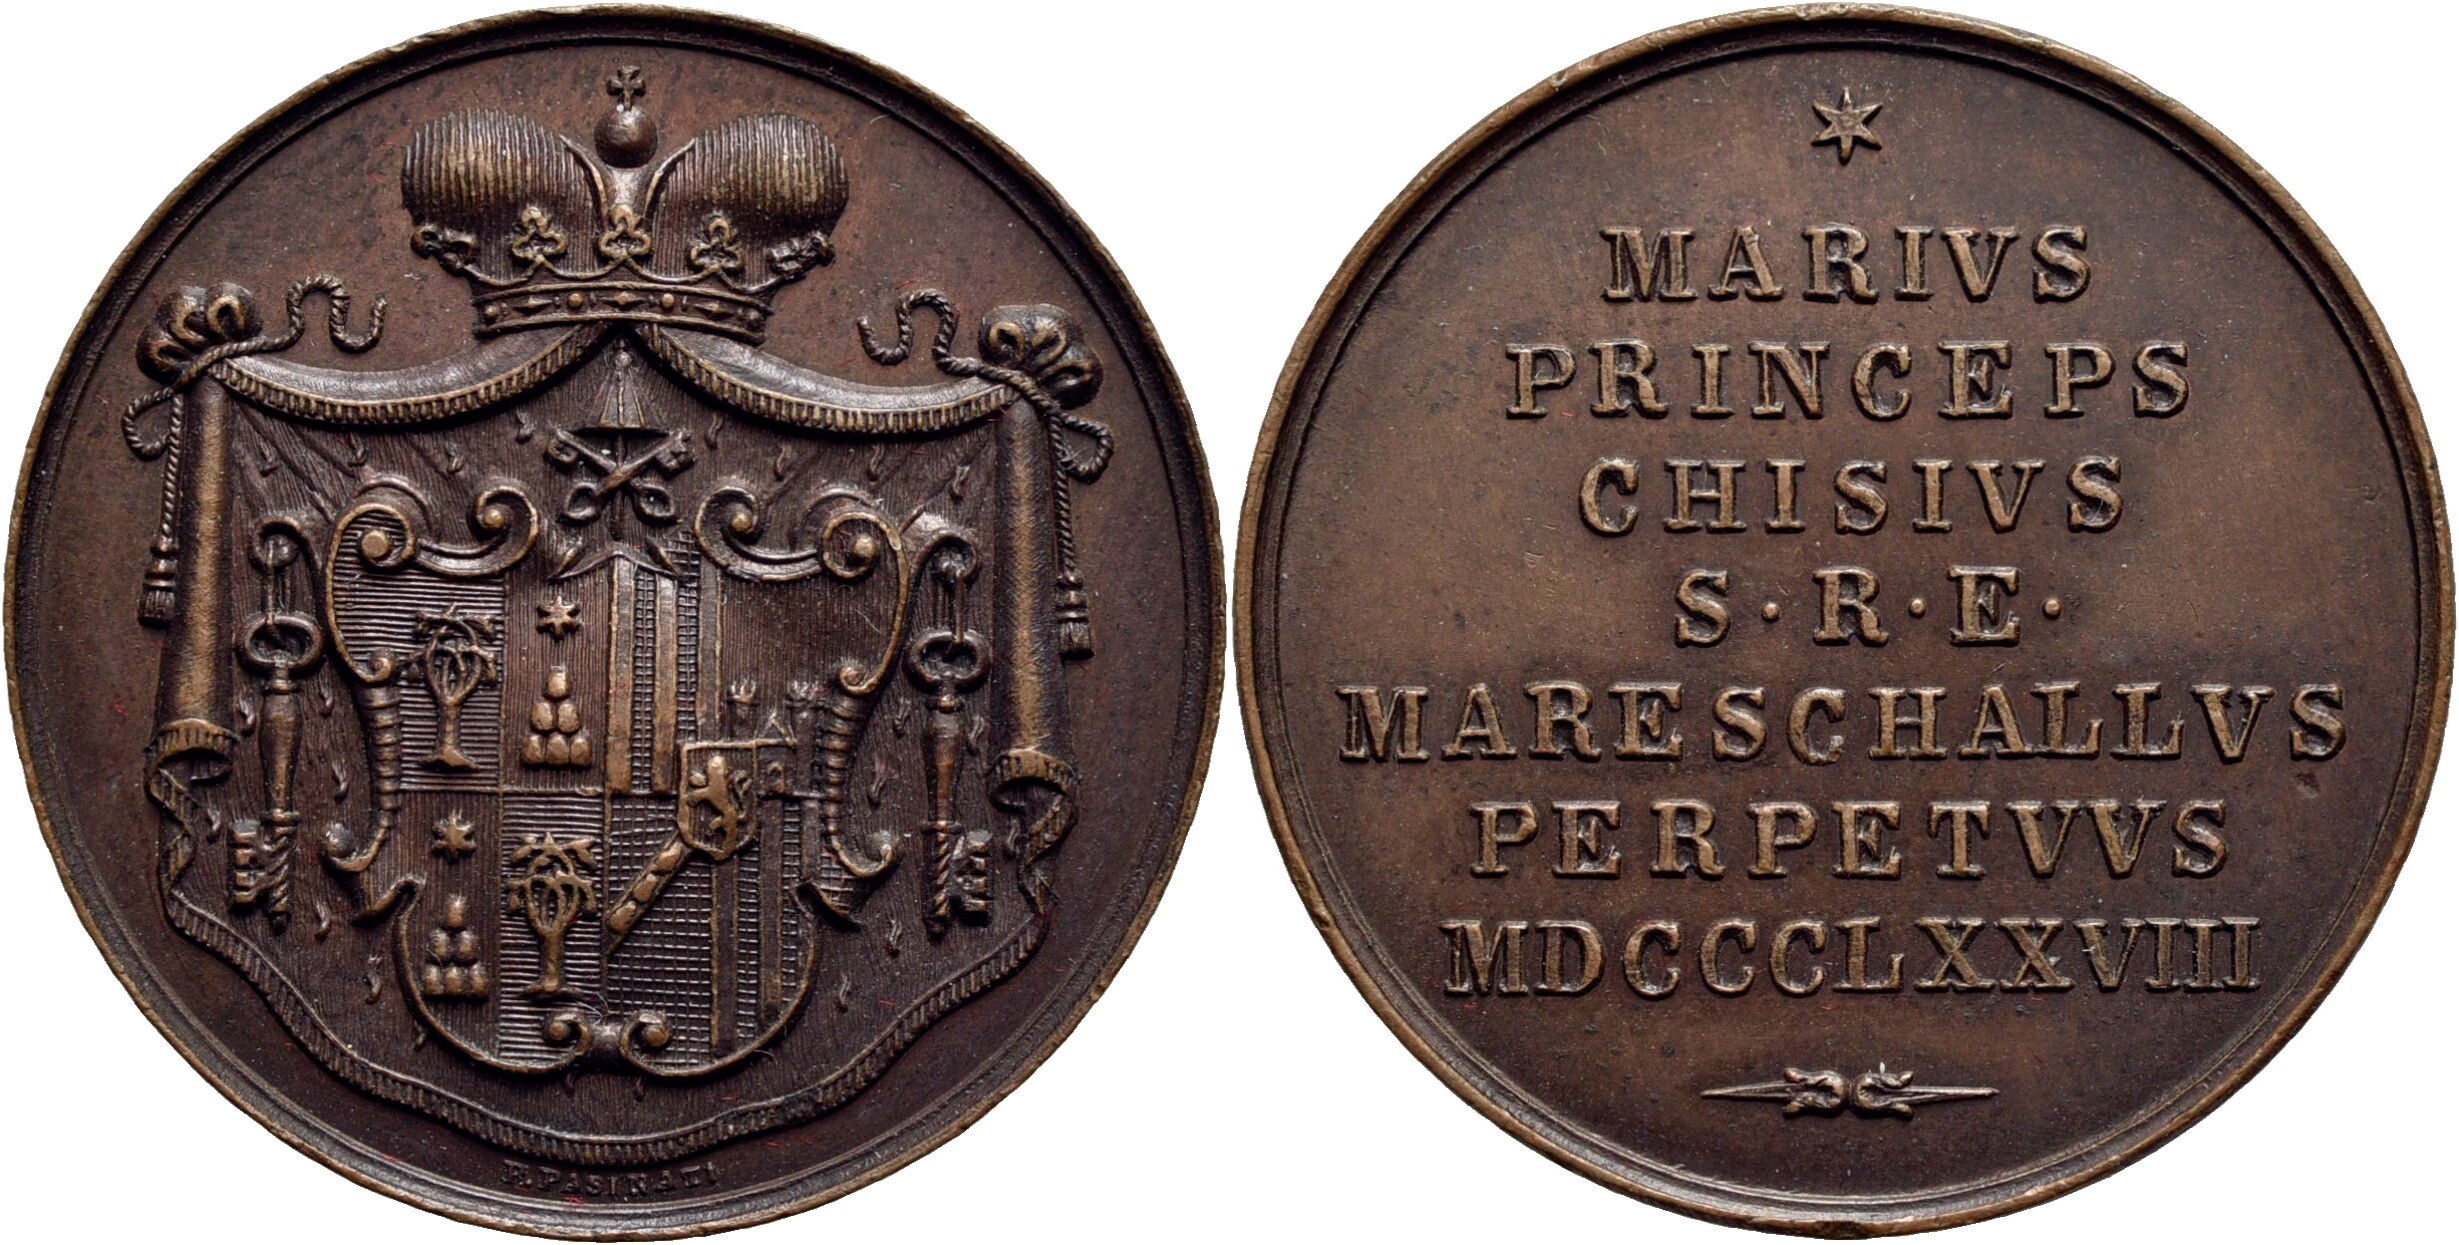 F. PASINATI
MARIVS
PRINCEPS
CHISIVS
S·R·E·
MARESCHALLVS
PERPETVVS
MDCCCLXXVIII